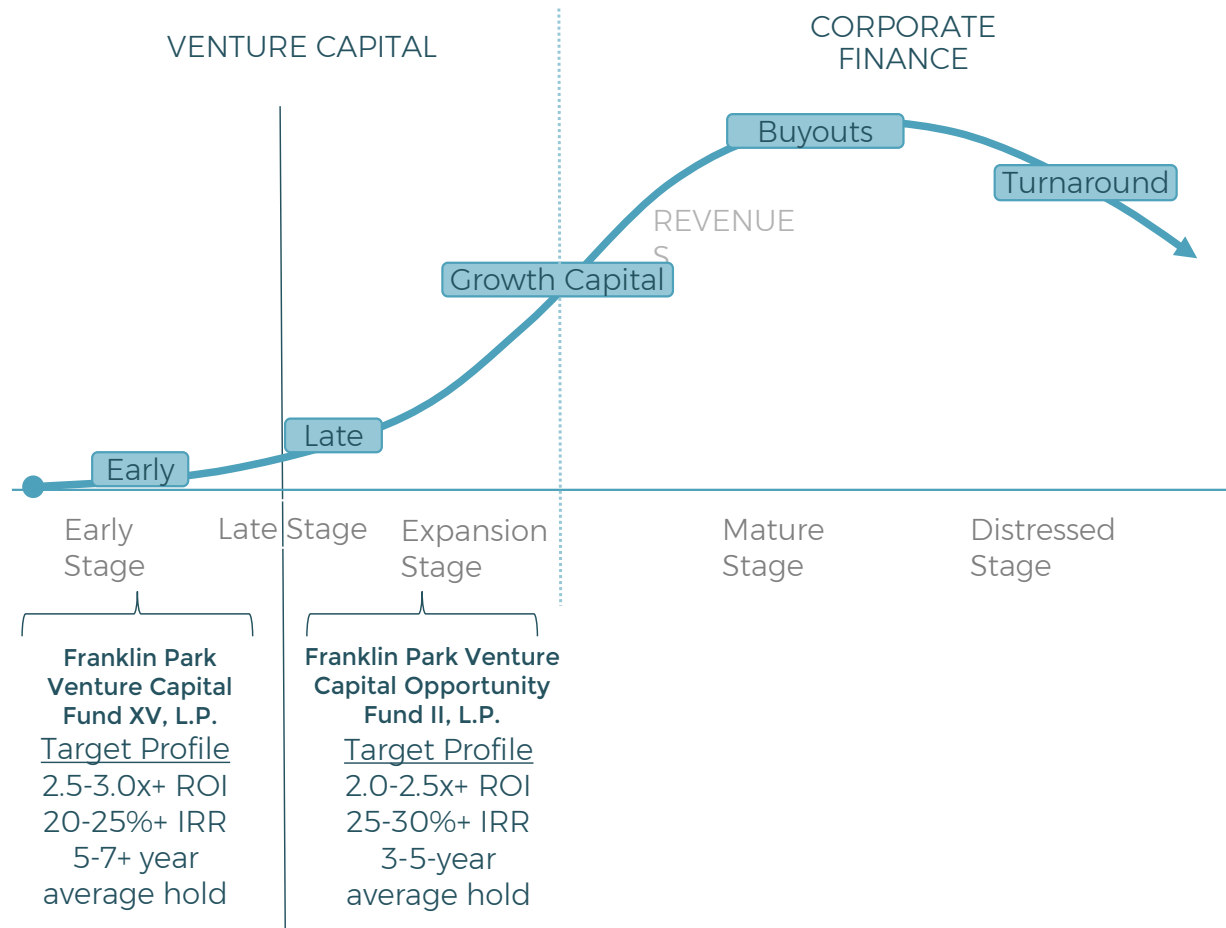 VENTURE CAPITAL
CORPORATE
FINANCE
Buyouts
Turnaround
REVENUE
S
Growth Capital
Late
Early
Early
Stage
Late Stage
Expansion
Stage
Mature
Stage
Distressed
Stage
Franklin Park
Venture Capital
Fund XV, L.P.
Target Profile
2.5-3.0x+ ROI
20-25%+ IRR
5-7+ year
average hold
Franklin Park Venture
Capital Opportunity
Fund II, L.P.
Target Profile
2.0-2.5x+ ROI
25-30%+ IRR
3-5-year
average hold